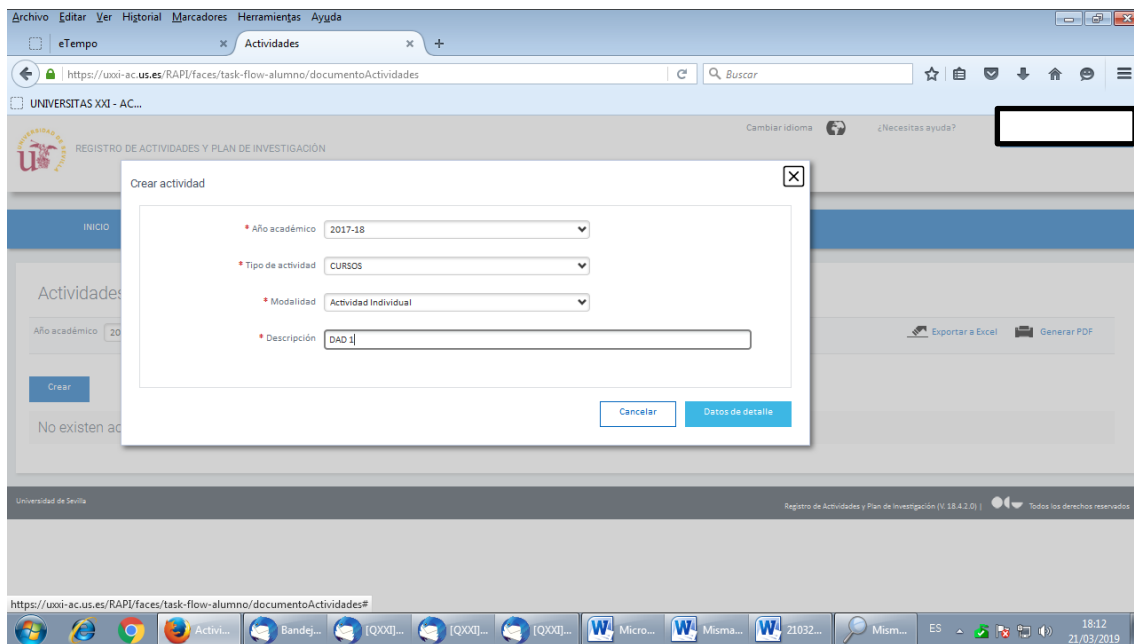 Archivo Editar Ver Historial Marcadores Herramientas Ayuda
eTempo × Actividades × +
https://uxxi-ac.us.es/RAPI/faces/task-flow-alumno/documentoActividades Buscar
UNIVERSITAS XXI - AC...
Cambiar idioma ¿Necesitas ayuda?
REGISTRO DE ACTIVIDADES Y PLAN DE INVESTIGACIÓN
Crear actividad
INICIO
* Año académico 2017-18
* Tipo de actividad CURSOS
Actividades
* Modalidad Actividad Individual
Año académico 20
* Descripción DAD 1
Exportar a Excel Generar PDF
Crear
Cancelar Datos de detalle
No existen ac
Universidad de Sevilla
Registro de Actividades y Plan de Investigación (V. 18.4.2.0) | Todos los derechos reservados
https://uxxi-ac.us.es/RAPI/faces/task-flow-alumno/documentoActividades#
Activi... Bandej... [QXXI]... [QXXI]... [QXXI]... Micro... Misma... 21032... Mism... ES 18:12
21/03/2019